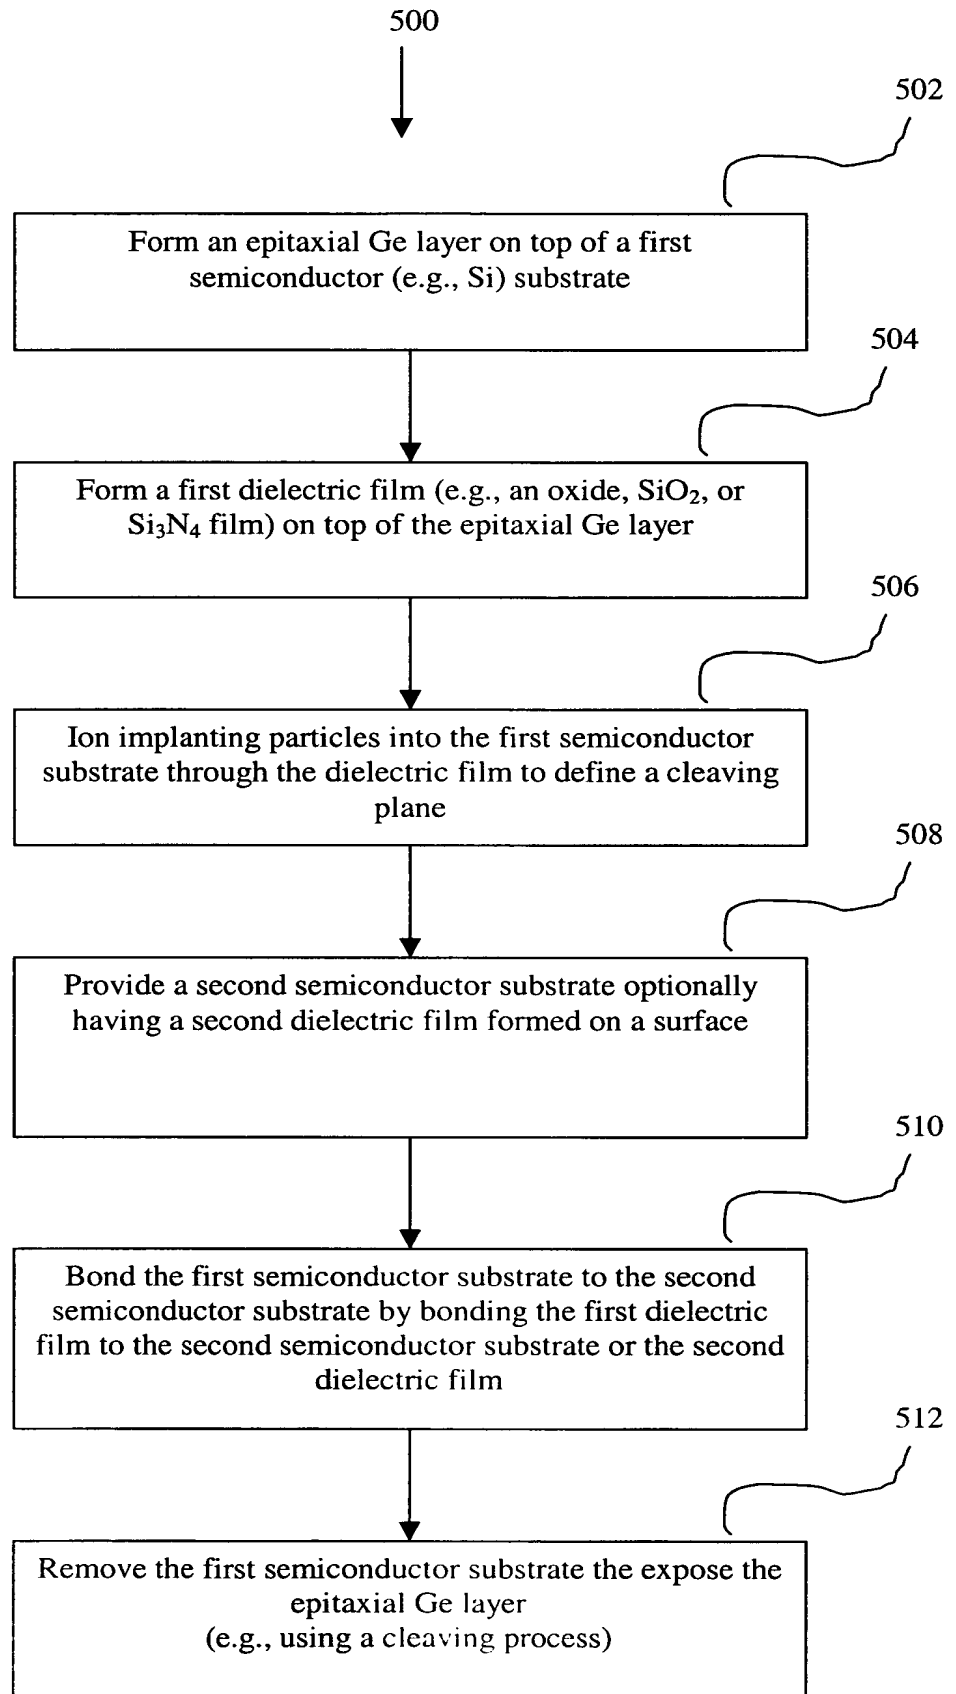 500
502
Form an epitaxial Ge layer on top of a first
semiconductor (e.g., Si) substrate
504
Form a first dielectric film (e.g., an oxide, SiO₂, or
Si₃N₄ film) on top of the epitaxial Ge layer
506
Ion implanting particles into the first semiconductor
substrate through the dielectric film to define a cleaving
plane
508
Provide a second semiconductor substrate optionally
having a second dielectric film formed on a surface
510
Bond the first semiconductor substrate to the second
semiconductor substrate by bonding the first dielectric
film to the second semiconductor substrate or the second
dielectric film
512
Remove the first semiconductor substrate the expose the
epitaxial Ge layer
(e.g., using a cleaving process)